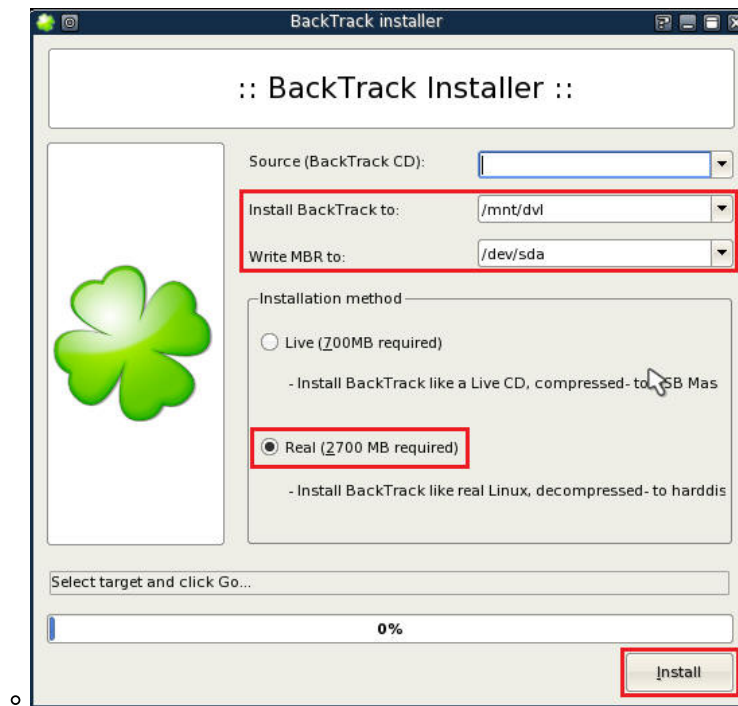 BackTrack installer
:: BackTrack Installer ::
Source (BackTrack CD):
Install BackTrack to: /mnt/dvl
Write MBR to: /dev/sda
Installation method
Live (700MB required)
- Install BackTrack like a Live CD, compressed- to SB Mas
Real (2700 MB required)
- Install BackTrack like real Linux, decompressed- to harddis
Select target and click Go...
0%
Install